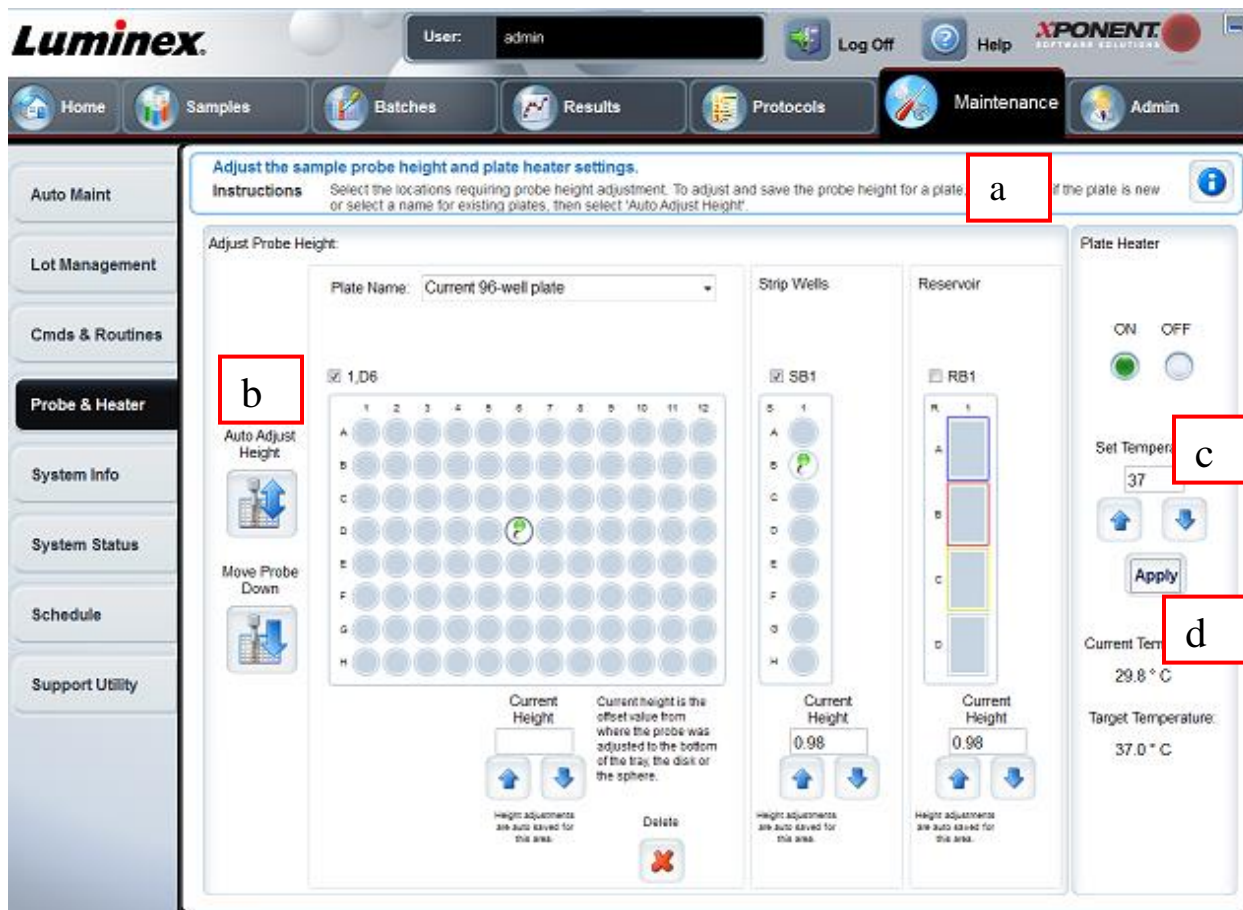 Luminex.
User: admin
Log Off
Help
XPONENT.
SOFTWARE SOLUTIONS
Home
Samples
Batches
Results
Protocols
Maintenance
Admin
Auto Maint
Lot Management
Cmds & Routines
Probe & Heater
System Info
System Status
Schedule
Support Utility
Adjust the sample probe height and plate heater settings.
Instructions Select the locations requiring probe height adjustment. To adjust and save the probe height for a plate, a if the plate is new
or select a name for existing plates, then select 'Auto Adjust Height'.
Adjust Probe Height:
b
Auto Adjust
Height
Move Probe
Down
Plate Name: Current 96-well plate
1,D6
1 2 3 4 5 6 7 8 9 10 11 12
A
B
C
D
E
F
G
H
Current
Height
Height adjustments
are auto saved for
this area.
Current height is the
offset value from
where the probe was
adjusted to the bottom
of the tray, the disk or
the sphere.
Delete
Strip Wells
SB1
S 1
A
B
C
D
E
F
G
H
Current
Height
0.98
Height adjustments
are auto saved for
this area.
Reservoir
RB1
R 1
A
B
C
D
Current
Height
0.98
Height adjustments
are auto saved for
this area.
Plate Heater
ON OFF
Set Tempera c
37
Apply
d
Current Tem
29.8 ° C
Target Temperature:
37.0 ° C